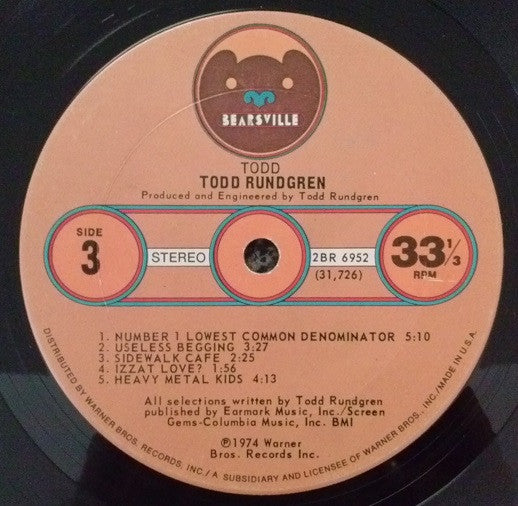 BEARSVILLE
TODD
TODD RUNDGREN
Produced and Engineered by Todd Rundgren
SIDE
3
STEREO
2BR 6952
(31,726)
33 1/3
RPM
1. NUMBER 1 LOWEST COMMON DENOMINATOR 5:10
2. USELESS BEGGING 3:27
3. SIDEWALK CAFE 2:25
4. IZZAT LOVE? 1:56
5. HEAVY METAL KIDS 4:13
All selections written by Todd Rundgren
published by Earmark Music, Inc./Screen
Gems-Columbia Music, Inc. BMI
℗1974 Warner
Bros. Records Inc.
DISTRIBUTED BY WARNER BROS. RECORDS INC./A SUBSIDIARY AND LICENSEE OF WARNER BROS., INC./MADE IN U.S.A.